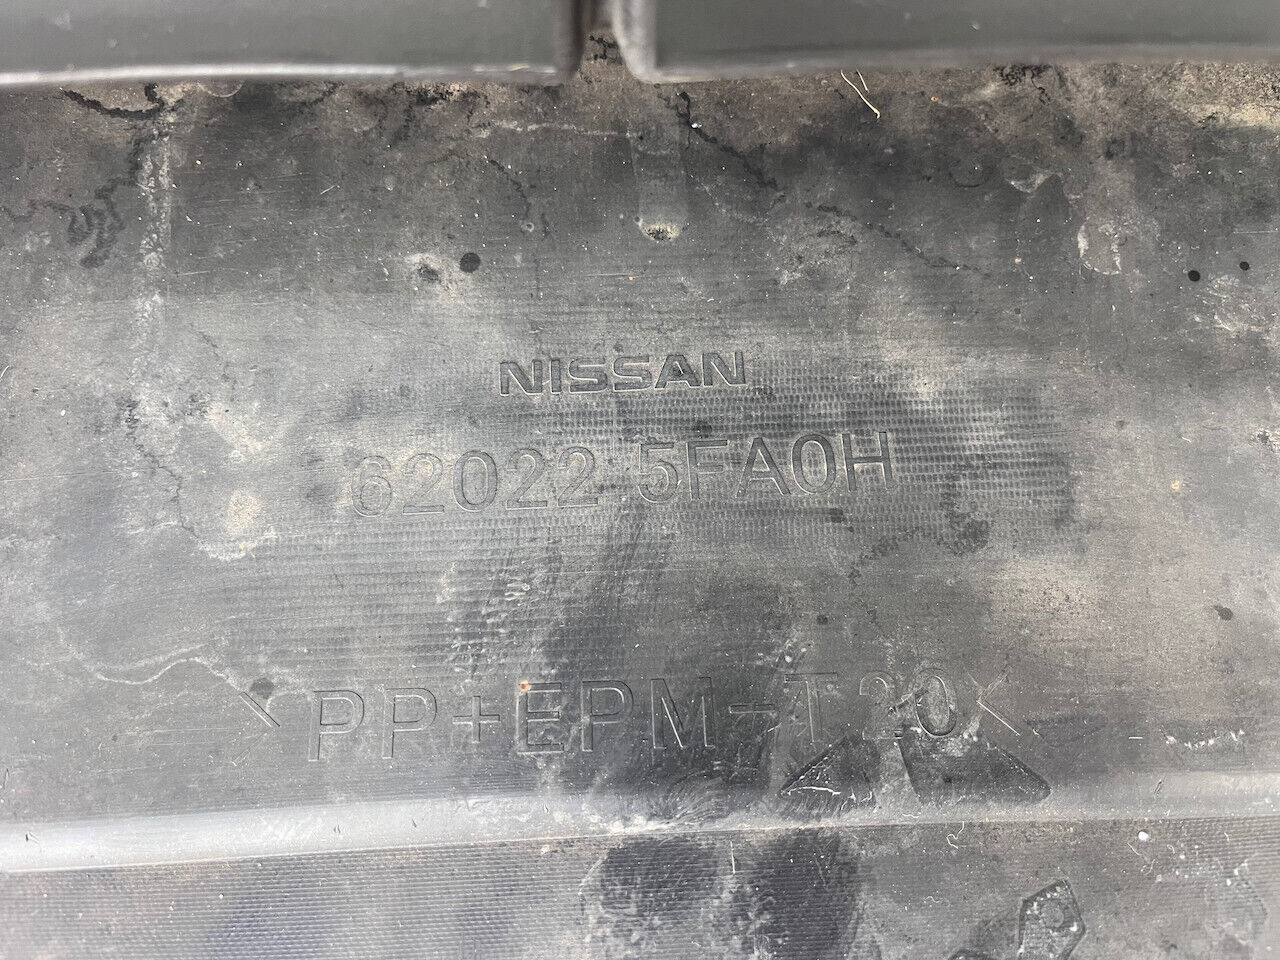 NISSAN
62022 5FA0H
>PP+EPM-T20<